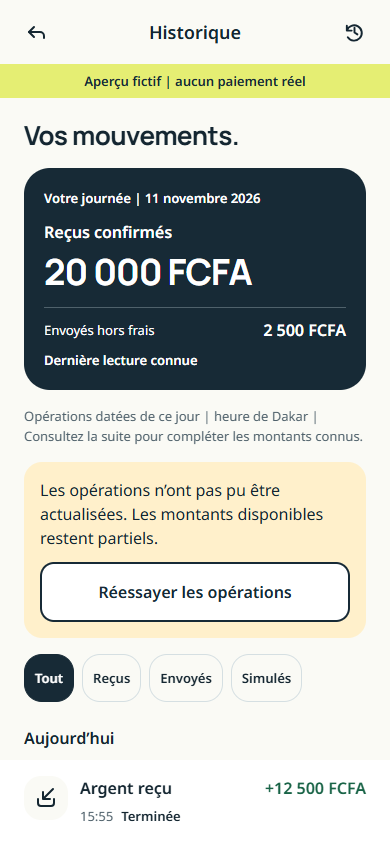 Historique
Aperçu fictif | aucun paiement réel
Vos mouvements.
Votre journée | 11 novembre 2026
Reçus confirmés
20 000 FCFA
Envoyés hors frais 2 500 FCFA
Dernière lecture connue
Opérations datées de ce jour | heure de Dakar |
Consultez la suite pour compléter les montants connus.
Les opérations n’ont pas pu être
actualisées. Les montants disponibles
restent partiels.
Réessayer les opérations
Tout Reçus Envoyés Simulés
Aujourd’hui
Argent reçu +12 500 FCFA
15:55 Terminée